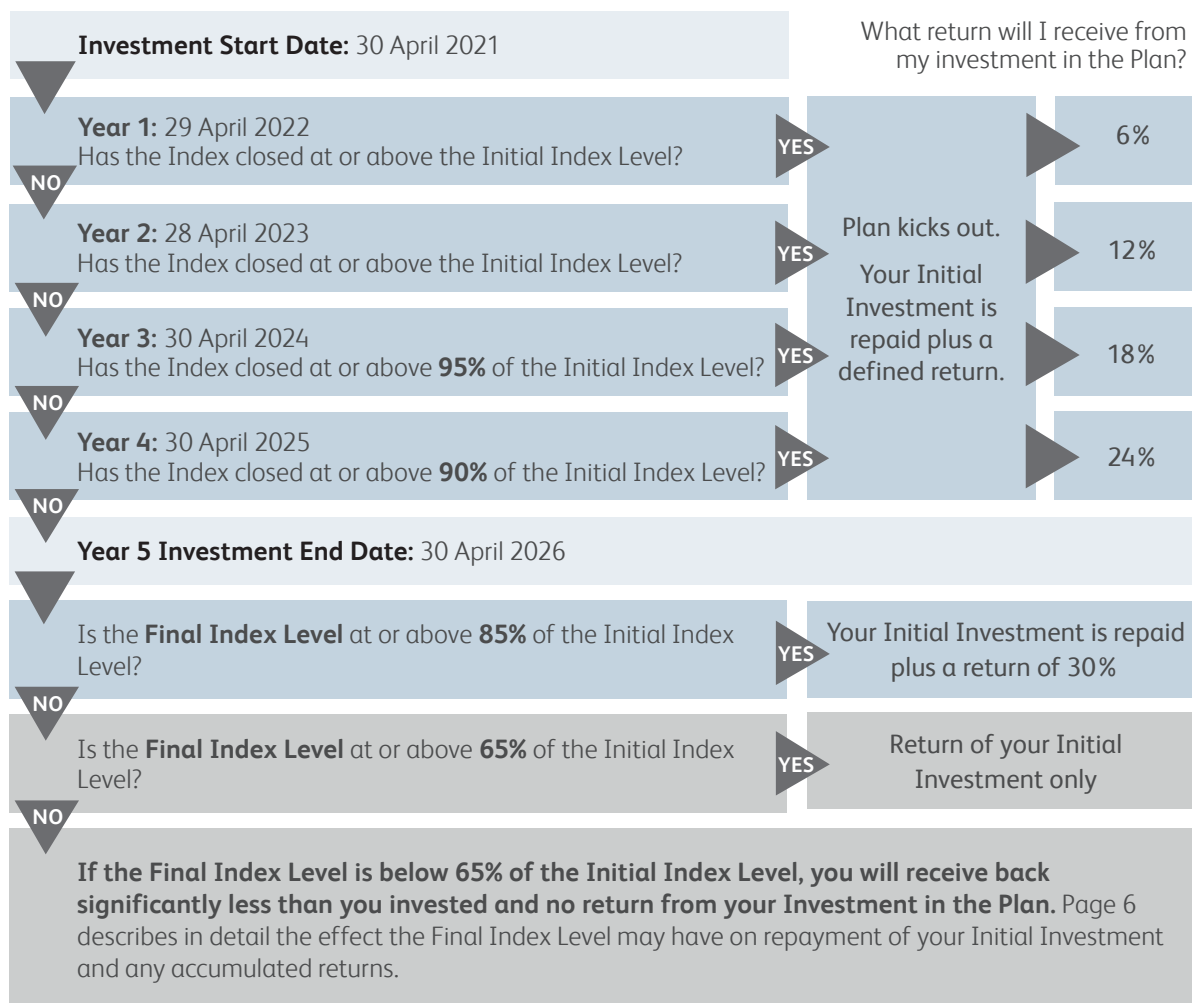 Investment Start Date: 30 April 2021
What return will I receive from
my investment in the Plan?
Year 1: 29 April 2022
Has the Index closed at or above the Initial Index Level?
YES
6%
NO
Year 2: 28 April 2023
Has the Index closed at or above the Initial Index Level?
YES
12%
NO
Year 3: 30 April 2024
Has the Index closed at or above 95% of the Initial Index Level?
YES
18%
NO
Year 4: 30 April 2025
Has the Index closed at or above 90% of the Initial Index Level?
YES
24%
NO
Plan kicks out.
Your Initial
Investment is
repaid plus a
defined return.
Year 5 Investment End Date: 30 April 2026
Is the Final Index Level at or above 85% of the Initial Index
Level?
YES
Your Initial Investment is repaid
plus a return of 30%
NO
Is the Final Index Level at or above 65% of the Initial Index
Level?
YES
Return of your Initial
Investment only
NO
If the Final Index Level is below 65% of the Initial Index Level, you will receive back
significantly less than you invested and no return from your Investment in the Plan. Page 6
describes in detail the effect the Final Index Level may have on repayment of your Initial Investment
and any accumulated returns.